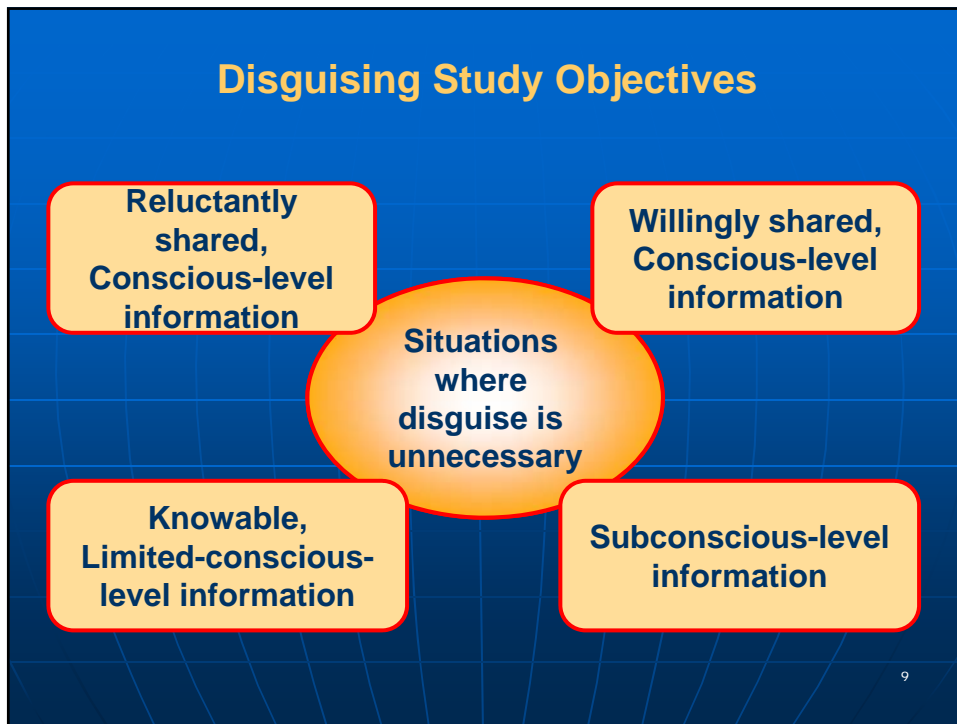 Disguising Study Objectives
Reluctantly
shared,
Conscious-level
information
Willingly shared,
Conscious-level
information
Situations
where
disguise is
unnecessary
Knowable,
Limited-conscious-
level information
Subconscious-level
information
9